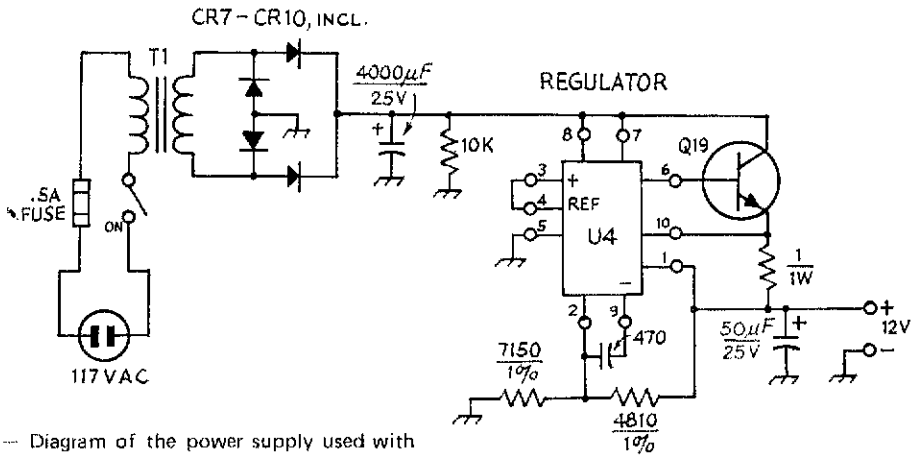 CR7-CR10, INCL.
T1
4000µF
25V
+
10K
REGULATOR
8
7
Q19
3
+
4
REF
5
U4
6
10
1
-
2
9
.5A
FUSE
ON
117 VAC
470
7150
1%
4810
1%
1
1W
50µF
25V
+
+
12V
-
— Diagram of the power supply used with